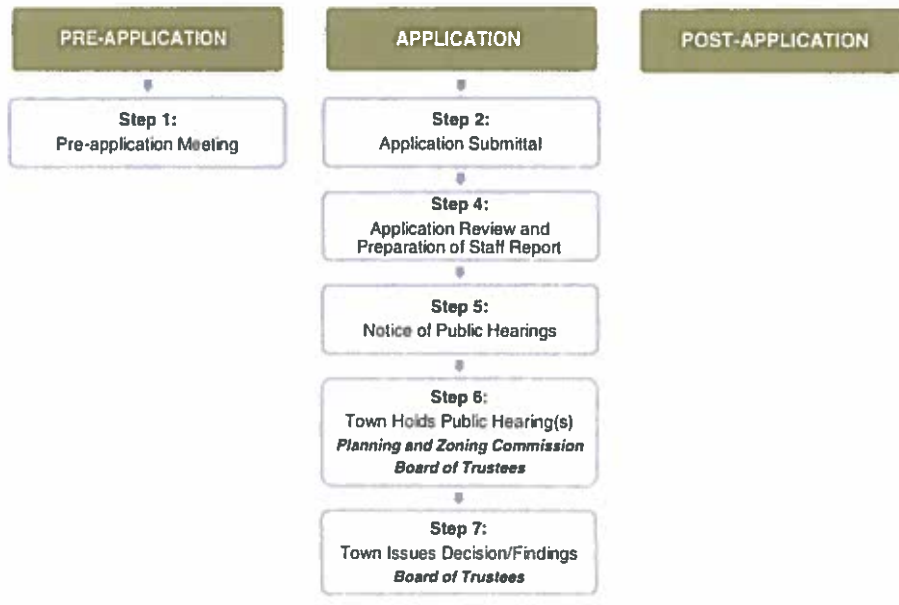 PRE-APPLICATION
Step 1:
Pre-application Meeting
APPLICATION
Step 2:
Application Submittal
Step 4:
Application Review and
Preparation of Staff Report
Step 5:
Notice of Public Hearings
Step 6:
Town Holds Public Hearing(s)
Planning and Zoning Commission
Board of Trustees
Step 7:
Town Issues Decision/Findings
Board of Trustees
POST-APPLICATION